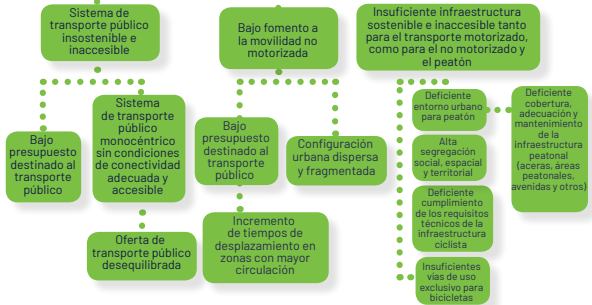 Sistema de
transporte público
insostenible e
inaccesible
Bajo
presupuesto
destinado al
transporte
público
Sistema
de transporte
público
monocéntrico
sin condiciones
de conectividad
adecuada y
accesible
Oferta de
transporte público
desequilibrada
Bajo fomento a
la movilidad no
motorizada
Bajo
presupuesto
destinado al
transporte
público
Configuración
urbana dispersa
y fragmentada
Incremento
de tiempos de
desplazamiento en
zonas con mayor
circulación
Insuficiente infraestructura
sostenible e inaccesible tanto
para el transporte motorizado,
como para el no motorizado y
el peatón
Deficiente
entorno urbano
para peatón
Deficiente
cobertura,
adecuación y
mantenimiento
de la
infraestructura
peatonal
(aceras, áreas
peatonales,
avenidas y otros)
Alta
segregación
social, espacial
y territorial
Deficiente
cumplimiento
de los requisitos
técnicos de la
infraestructura
ciclista
Insuficientes
vías de uso
exclusivo para
bicicletas